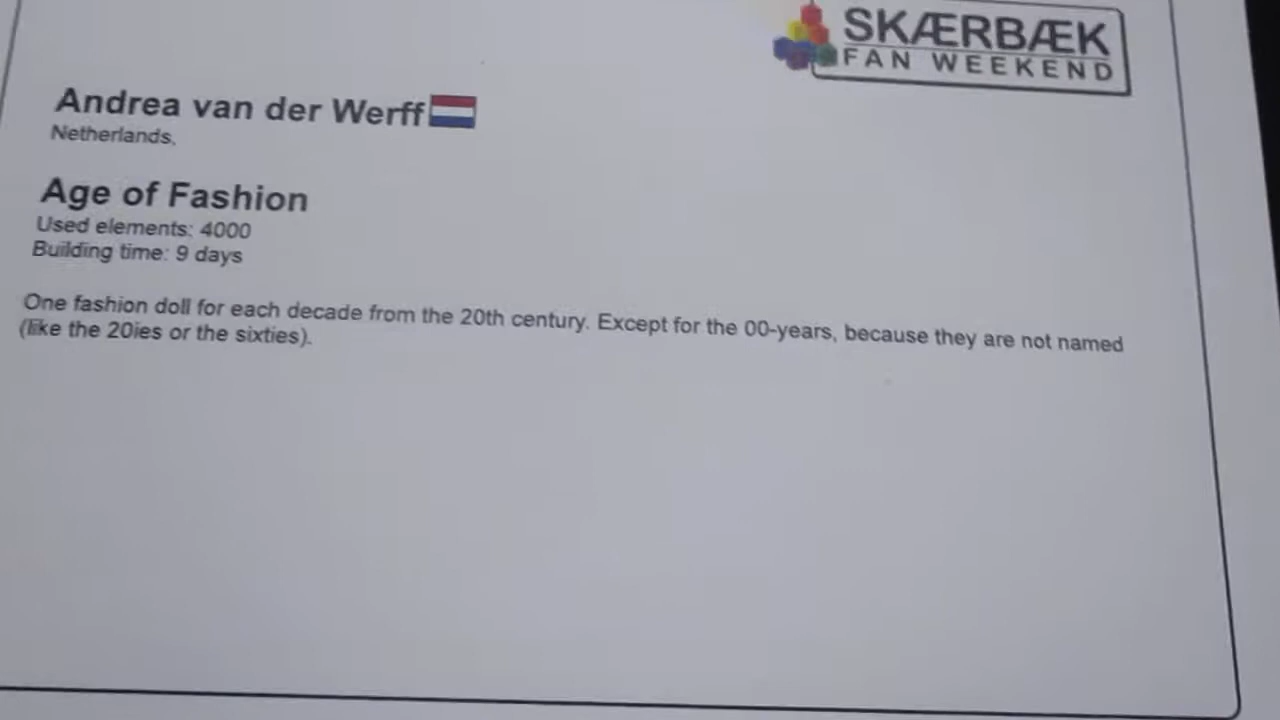 SKÆRBÆK
FAN WEEKEND
Andrea van der Werff
Netherlands,
Age of Fashion
Used elements: 4000
Building time: 9 days
One fashion doll for each decade from the 20th century. Except for the 00-years, because they are not named
(like the 20ies or the sixties).